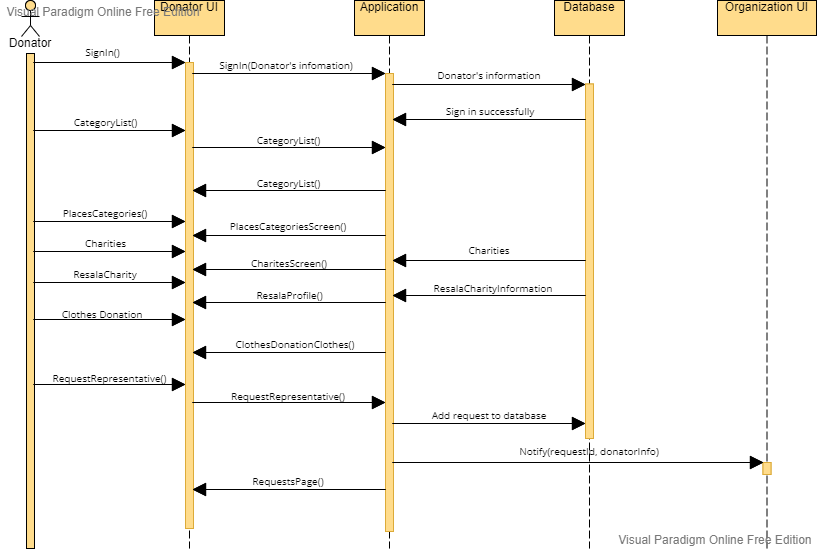 Visual Paradigm Online Free Edition
Donator UI
Application
Database
Organization UI
Donator
SignIn()
SignIn(Donator's infomation)
Donator's information
Sign in successfully
CategoryList()
CategoryList()
CategoryList()
PlacesCategories()
PlacesCategoriesScreen()
Charities
Charities
CharitesScreen()
ResalaCharity
ResalaCharityInformation
ResalaProfile()
Clothes Donation
ClothesDonationClothes()
RequestRepresentative()
RequestRepresentative()
Add request to database
Notify(requestId, donatorInfo)
RequestsPage()
Visual Paradigm Online Free Edition